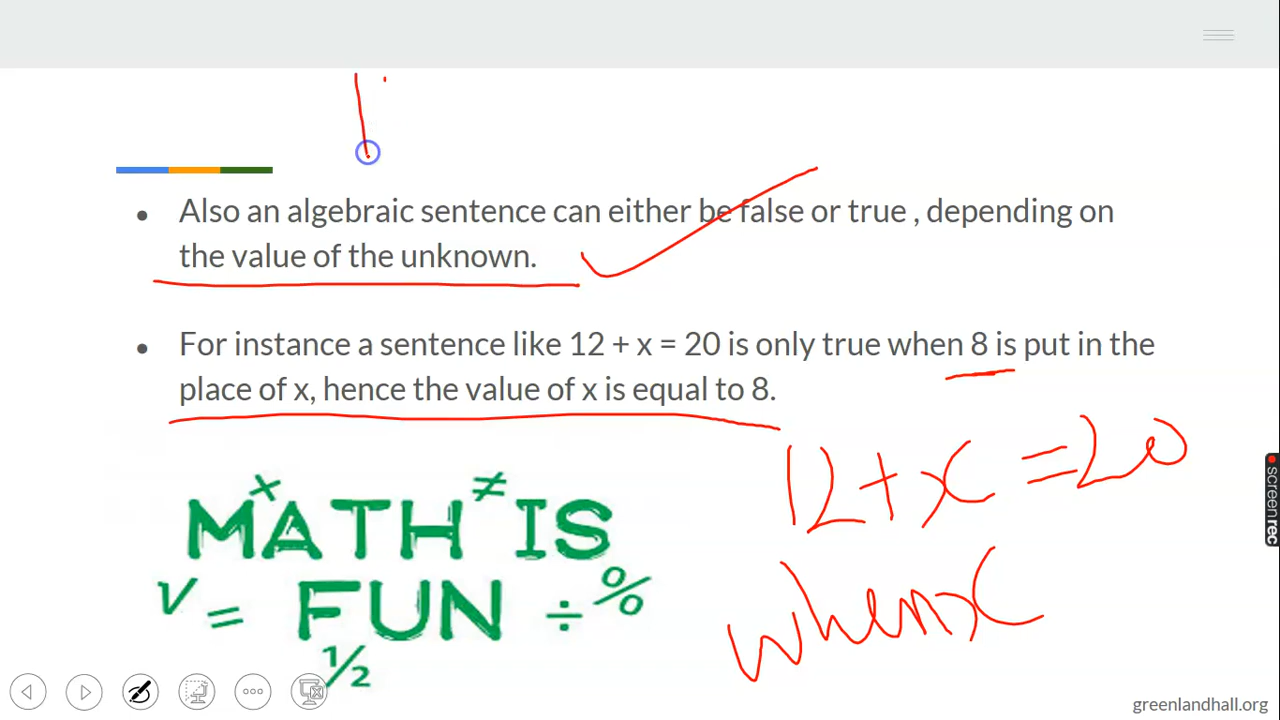 • Also an algebraic sentence can either be false or true , depending on
the value of the unknown.
• For instance a sentence like 12 + x = 20 is only true when 8 is put in the
place of x, hence the value of x is equal to 8.
12+x =20
when x
×
≠
MATH IS
√ = FUN ÷ %
½
greenlandhall.org
screenrec